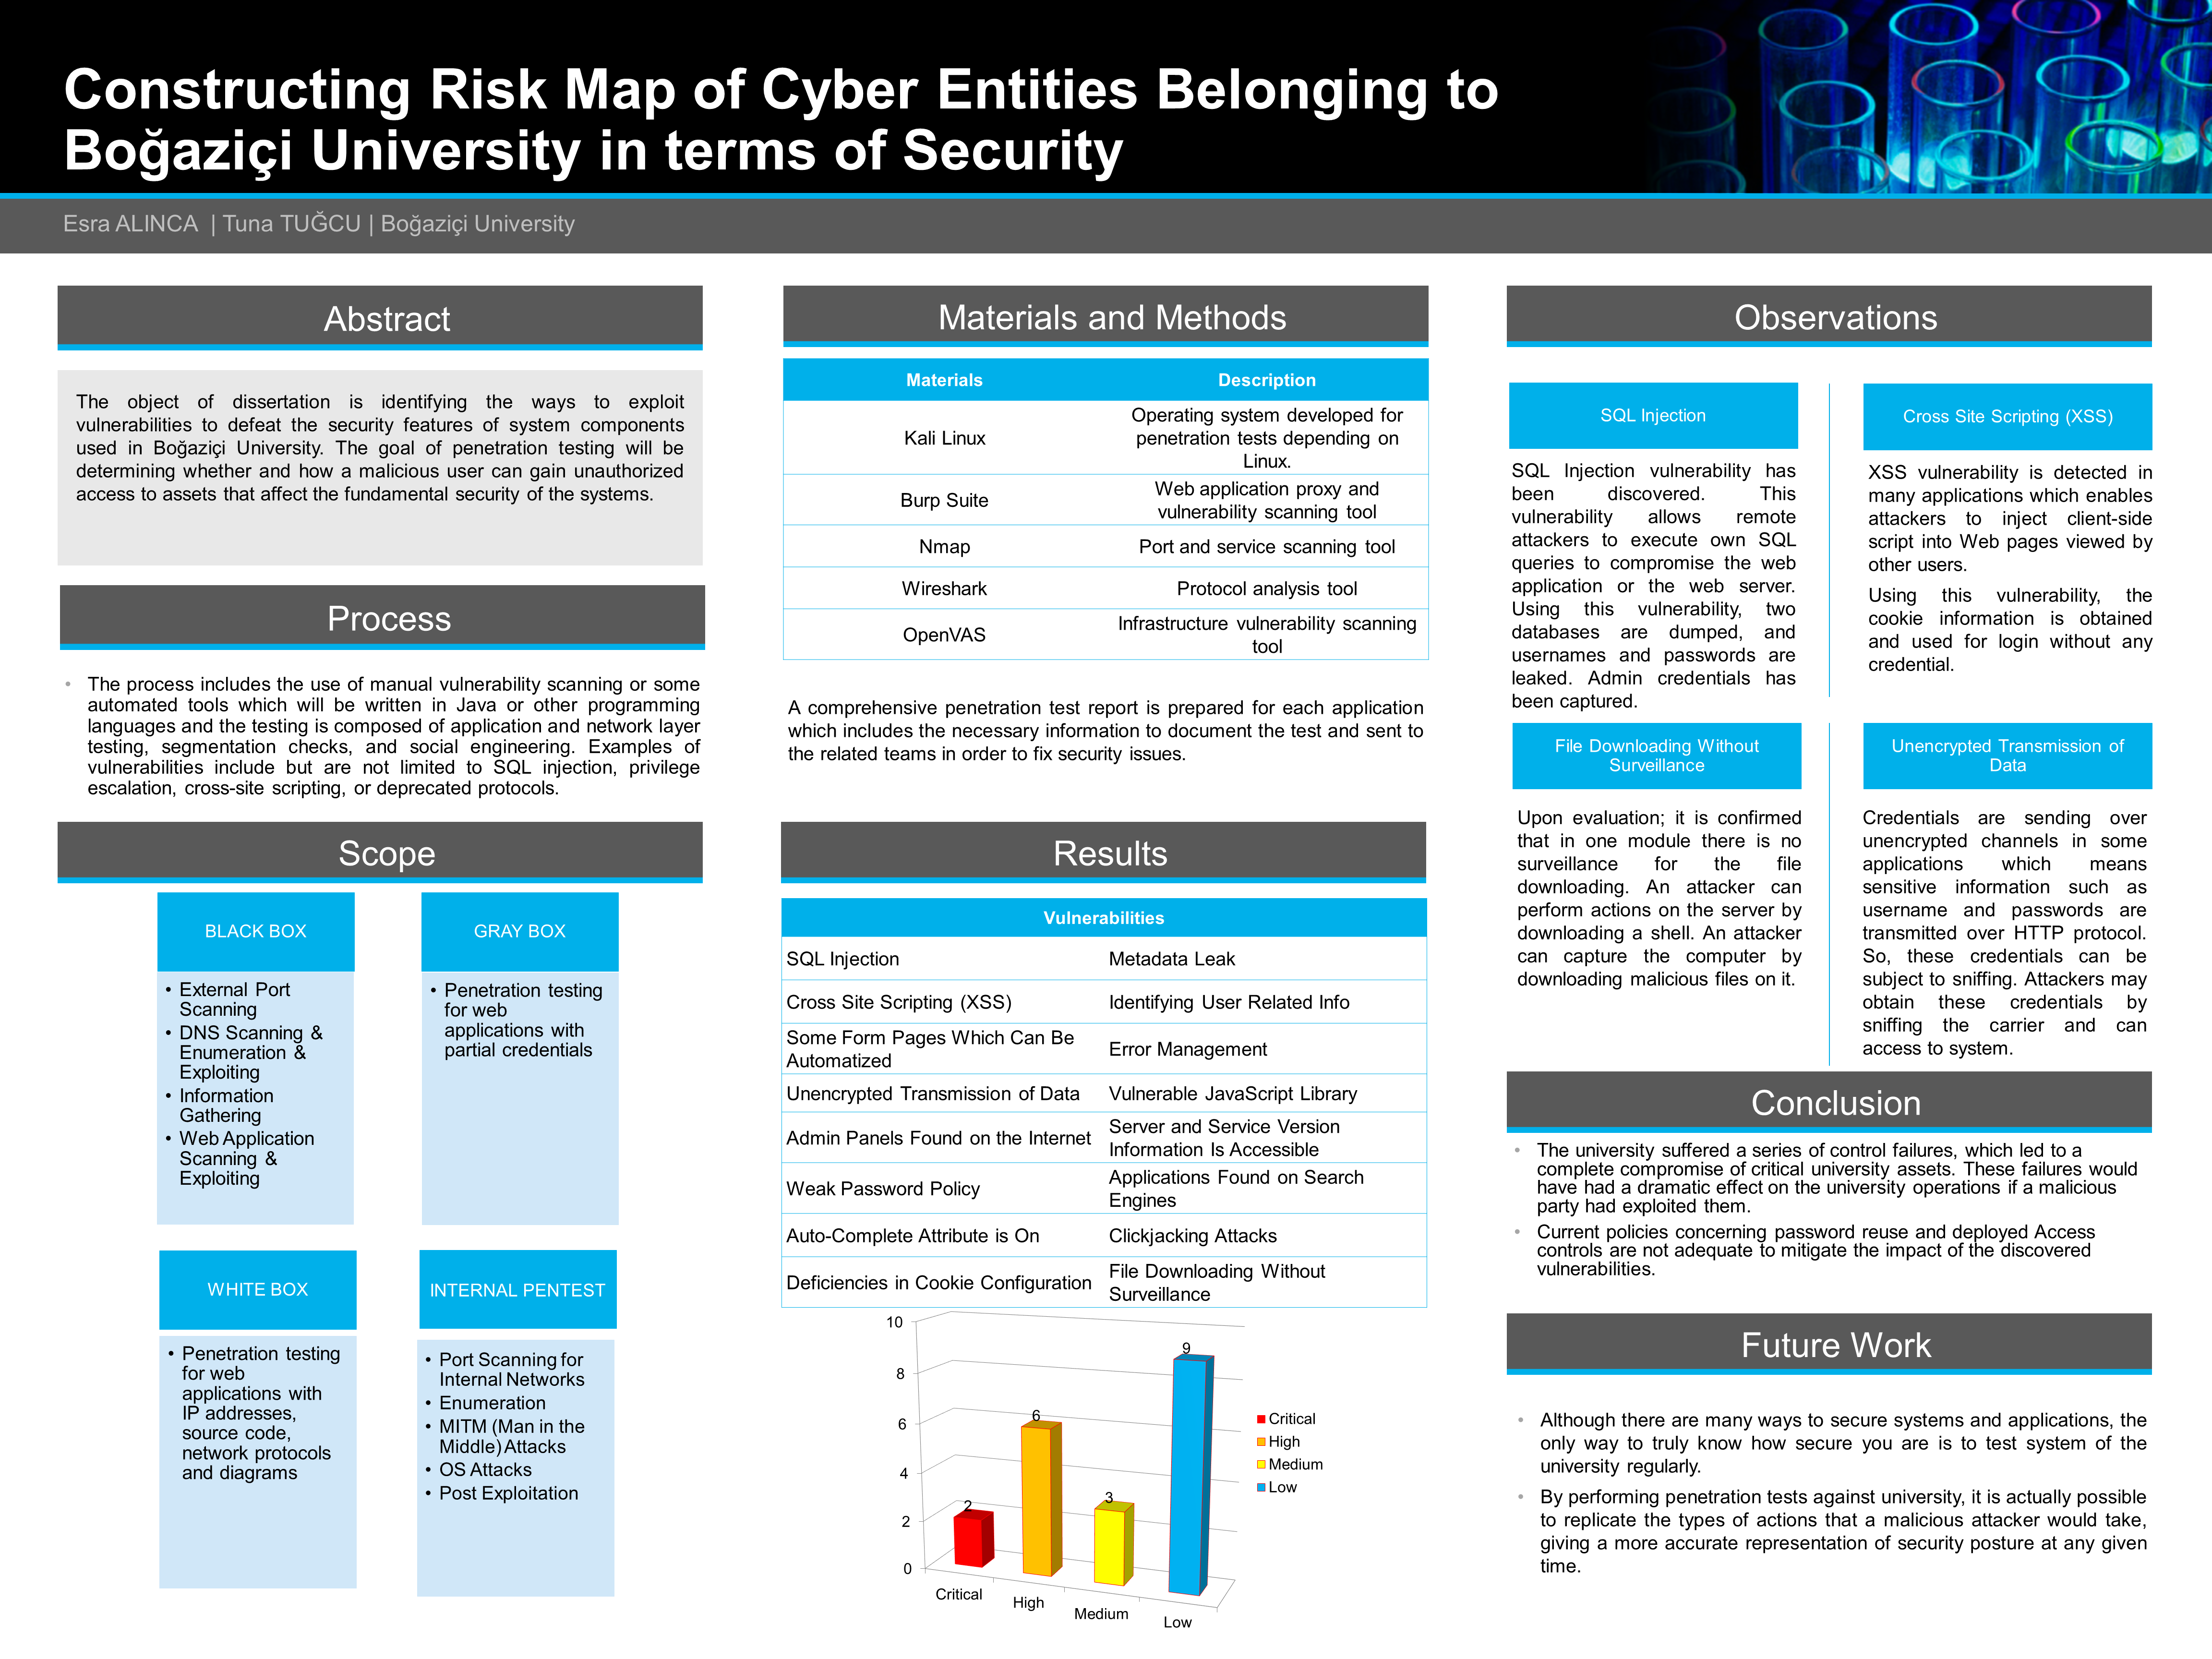 Constructing Risk Map of Cyber Entities Belonging to
Boğaziçi University in terms of Security
Esra ALINCA | Tuna TUĞCU | Boğaziçi University
Abstract
The object of dissertation is identifying the ways to exploit
vulnerabilities to defeat the security features of system components
used in Boğaziçi University. The goal of penetration testing will be
determining whether and how a malicious user can gain unauthorized
access to assets that affect the fundamental security of the systems.
Process
• The process includes the use of manual vulnerability scanning or some
automated tools which will be written in Java or other programming
languages and the testing is composed of application and network layer
testing, segmentation checks, and social engineering. Examples of
vulnerabilities include but are not limited to SQL injection, privilege
escalation, cross-site scripting, or deprecated protocols.
Scope
BLACK BOX
• External Port
Scanning
• DNS Scanning &
Enumeration &
Exploiting
• Information
Gathering
• Web Application
Scanning &
Exploiting
GRAY BOX
• Penetration testing
for web
applications with
partial credentials
WHITE BOX
• Penetration testing
for web
applications with
IP addresses,
source code,
network protocols
and diagrams
INTERNAL PENTEST
• Port Scanning for
Internal Networks
• Enumeration
• MITM (Man in the
Middle) Attacks
• OS Attacks
• Post Exploitation
Materials and Methods
Materials Description
Kali Linux
Operating system developed for
penetration tests depending on
Linux.
Burp Suite
Web application proxy and
vulnerability scanning tool
Nmap Port and service scanning tool
Wireshark Protocol analysis tool
OpenVAS
Infrastructure vulnerability scanning
tool
A comprehensive penetration test report is prepared for each application
which includes the necessary information to document the test and sent to
the related teams in order to fix security issues.
Results
Vulnerabilities
SQL Injection Metadata Leak
Cross Site Scripting (XSS) Identifying User Related Info
Some Form Pages Which Can Be
Automatized
Error Management
Unencrypted Transmission of Data Vulnerable JavaScript Library
Admin Panels Found on the Internet
Server and Service Version
Information Is Accessible
Weak Password Policy
Applications Found on Search
Engines
Auto-Complete Attribute is On Clickjacking Attacks
Deficiencies in Cookie Configuration
File Downloading Without
Surveillance
10
8
6
4
2
0
2
6
3
9
Critical
High
Medium
Low
Critical
High
Medium
Low
Observations
SQL Injection
SQL Injection vulnerability has
been discovered. This
vulnerability allows remote
attackers to execute own SQL
queries to compromise the web
application or the web server.
Using this vulnerability, two
databases are dumped, and
usernames and passwords are
leaked. Admin credentials has
been captured.
Cross Site Scripting (XSS)
XSS vulnerability is detected in
many applications which enables
attackers to inject client-side
script into Web pages viewed by
other users.
Using this vulnerability, the
cookie information is obtained
and used for login without any
credential.
File Downloading Without
Surveillance
Upon evaluation; it is confirmed
that in one module there is no
surveillance for the file
downloading. An attacker can
perform actions on the server by
downloading a shell. An attacker
can capture the computer by
downloading malicious files on it.
Unencrypted Transmission of
Data
Credentials are sending over
unencrypted channels in some
applications which means
sensitive information such as
username and passwords are
transmitted over HTTP protocol.
So, these credentials can be
subject to sniffing. Attackers may
obtain these credentials by
sniffing the carrier and can
access to system.
Conclusion
• The university suffered a series of control failures, which led to a
complete compromise of critical university assets. These failures would
have had a dramatic effect on the university operations if a malicious
party had exploited them.
• Current policies concerning password reuse and deployed Access
controls are not adequate to mitigate the impact of the discovered
vulnerabilities.
Future Work
• Although there are many ways to secure systems and applications, the
only way to truly know how secure you are is to test system of the
university regularly.
• By performing penetration tests against university, it is actually possible
to replicate the types of actions that a malicious attacker would take,
giving a more accurate representation of security posture at any given
time.